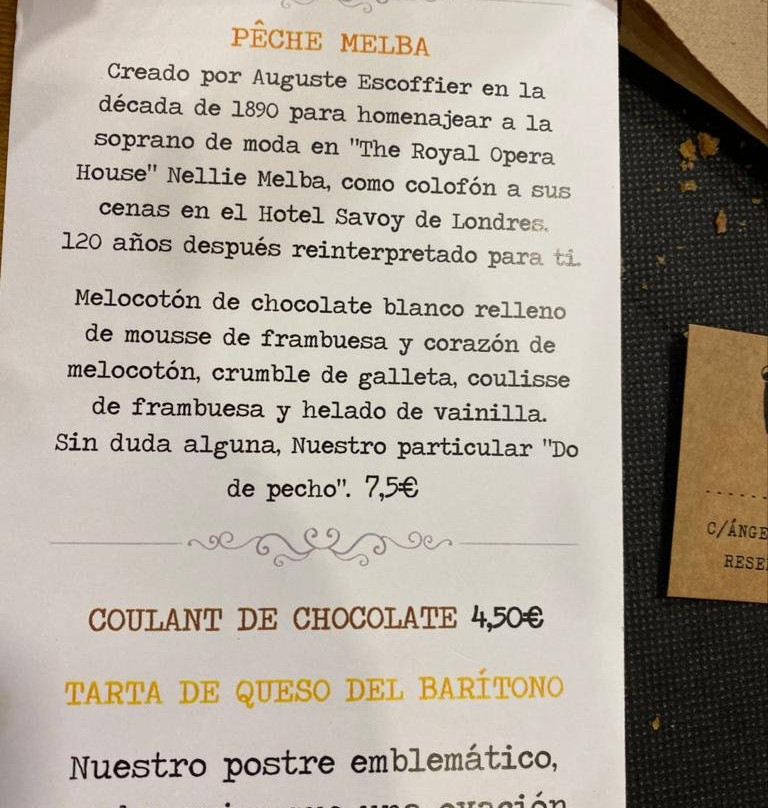 PÊCHE MELBA
Creado por Auguste Escoffier en la
década de 1890 para homenajear a la
soprano de moda en "The Royal Opera
House" Nellie Melba, como colofón a sus
cenas en el Hotel Savoy de Londres.
120 años después reinterpretado para ti.
Melocotón de chocolate blanco relleno
de mousse de frambuesa y corazón de
melocotón, crumble de galleta, coulisse
de frambuesa y helado de vainilla.
Sin duda alguna, Nuestro particular "Do
de pecho". 7,5€
COULANT DE CHOCOLATE 4,50€
TARTA DE QUESO DEL BARÍTONO
Nuestro postre emblemático,
una ovación
C/ÁNGE
RESE